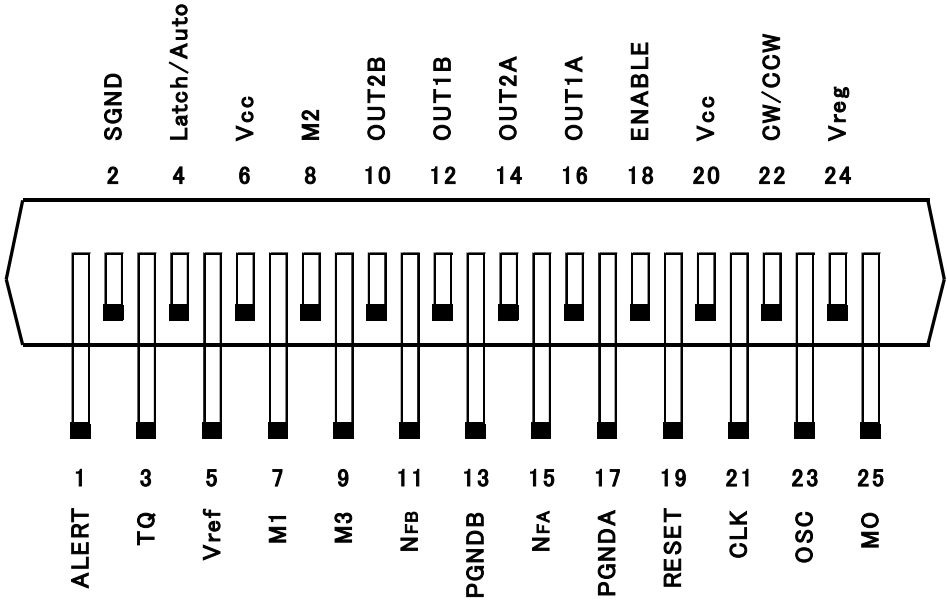 SGND Latch/Auto Vcc M2 OUT2B OUT1B OUT2A OUT1A ENABLE Vcc CW/CCW Vreg
2 4 6 8 10 12 14 16 18 20 22 24
1 3 5 7 9 11 13 15 17 19 21 23 25
ALERT TQ Vref M1 M3 NFB PGNDB NFA PGNDA RESET CLK OSC MO